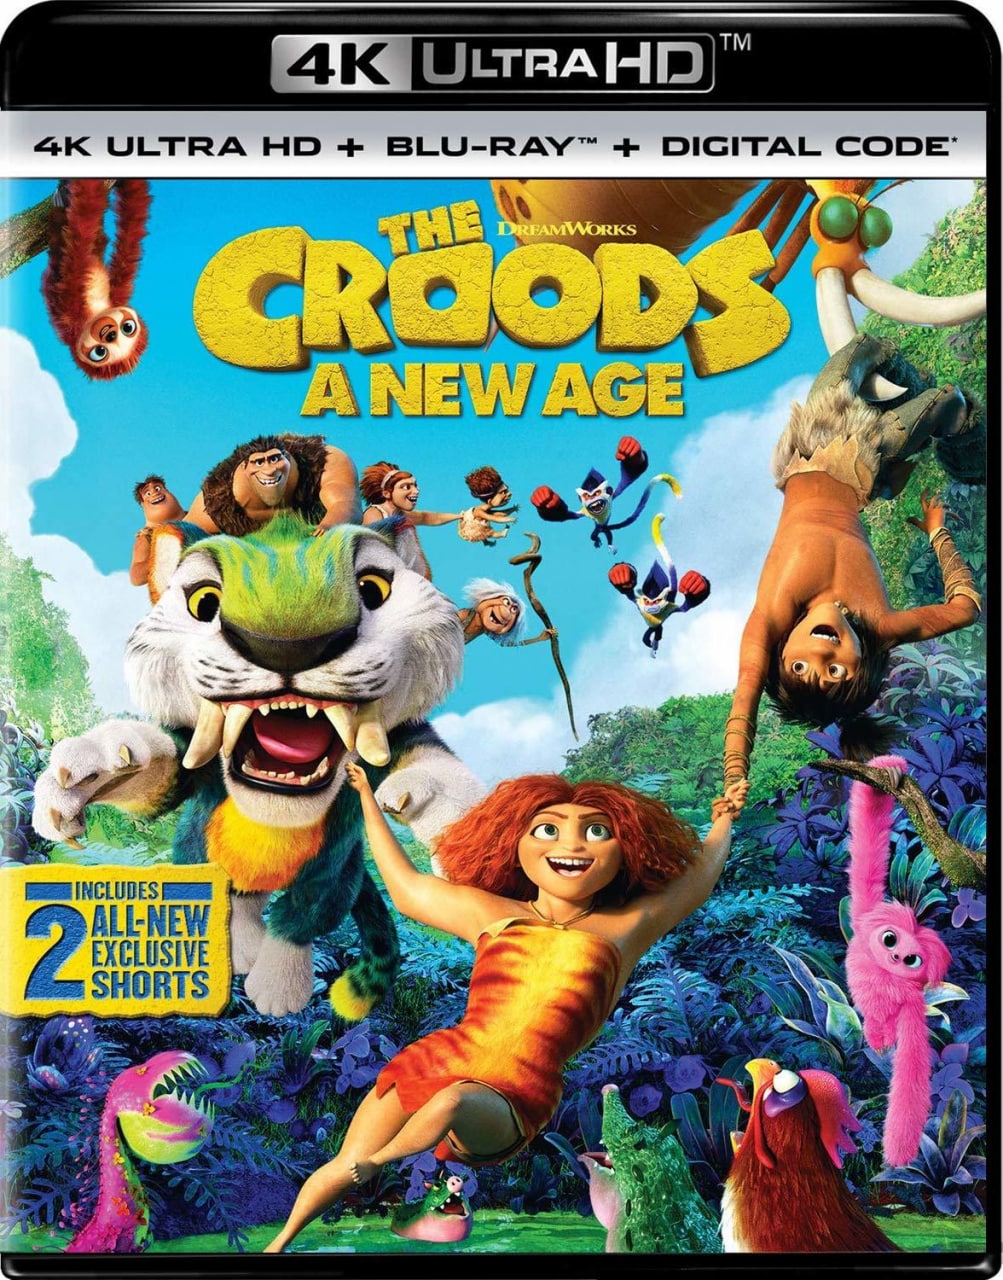 4K ULTRA HD™
4K ULTRA HD + BLU-RAY™ + DIGITAL CODE*
DREAMWORKS
THE
CROODS
A NEW AGE
INCLUDES
2 ALL-NEW
EXCLUSIVE
SHORTS